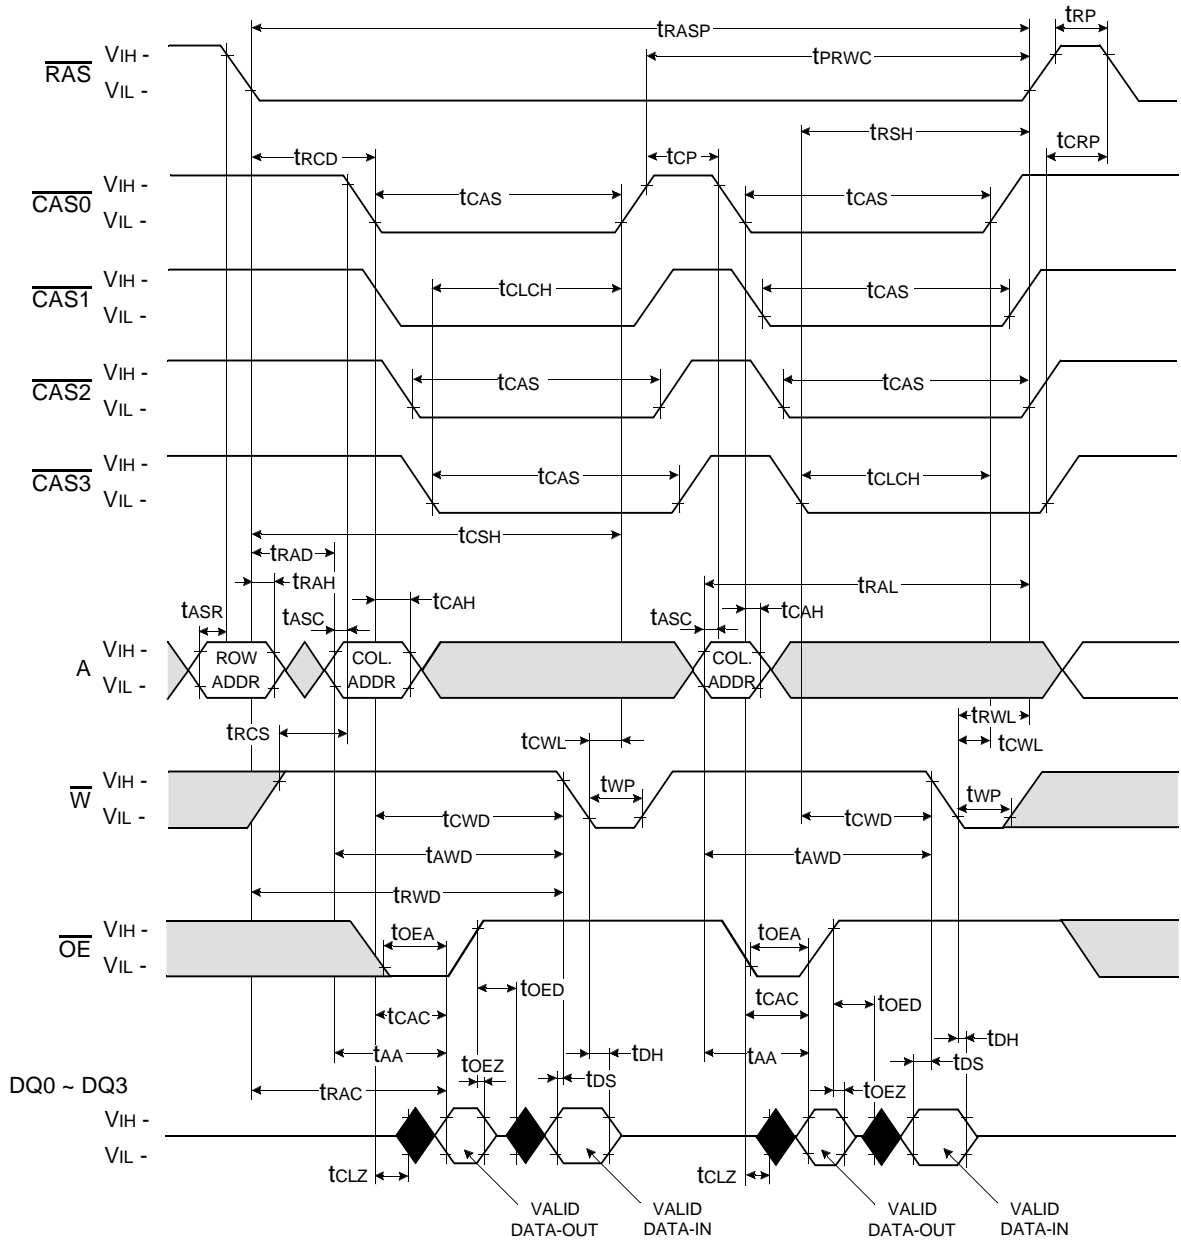 tRP
tRASP
tPRWC
RAS
VIH -
VIL -
tRSH
tCRP
tRCD
tCP
CAS0
VIH -
VIL -
tCAS
tCAS
CAS1
VIH -
VIL -
tCLCH
tCAS
CAS2
VIH -
VIL -
tCAS
tCAS
CAS3
VIH -
VIL -
tCAS
tCLCH
tCSH
tRAD
tRAH
tRAL
tASR
tASC
tCAH
tASC
tCAH
A
VIH -
VIL -
ROW
ADDR
COL.
ADDR
COL.
ADDR
tRCS
tCWL
tRWL
tCWL
W
VIH -
VIL -
tWP
tWP
tCWD
tCWD
tAWD
tAWD
tRWD
OE
VIH -
VIL -
tOEA
tOEA
tCAC
tOED
tCAC
tOED
tAA
tOEZ
tDH
tAA
tDH
tRAC
tDS
tOEZ
tDS
DQ0 ~ DQ3
VIH -
VIL -
tCLZ
tCLZ
VALID
DATA-OUT
VALID
DATA-IN
VALID
DATA-OUT
VALID
DATA-IN